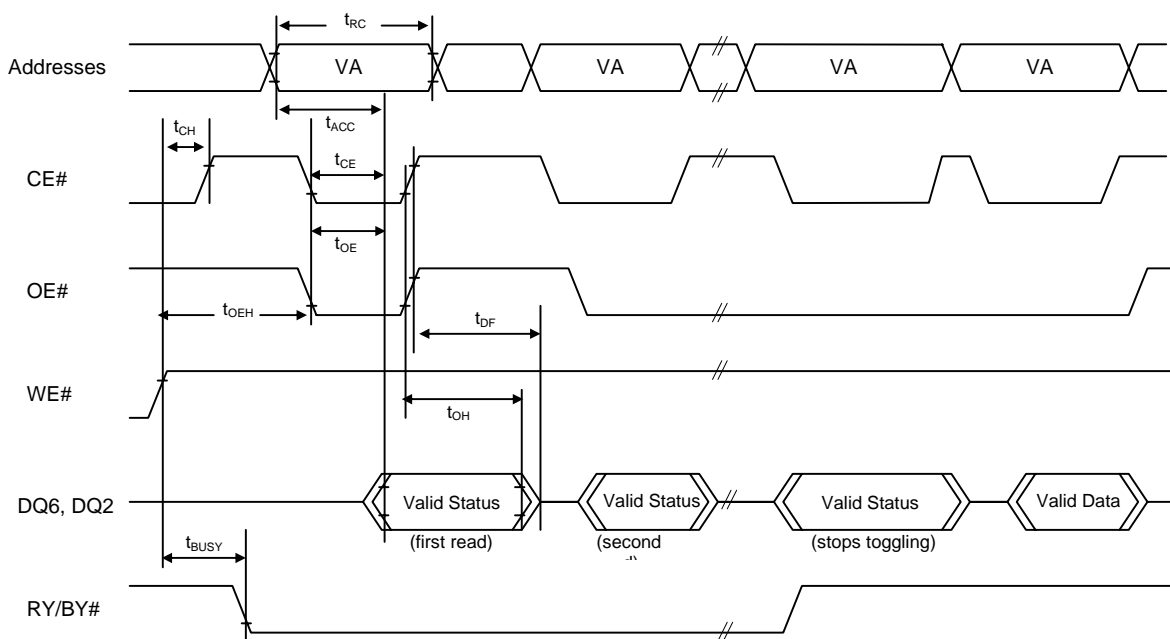 tRC
Addresses VA VA VA VA
tACC
tCH
tCE
CE#
tOE
OE#
tOEH
tDF
WE#
tOH
DQ6, DQ2 Valid Status Valid Status Valid Status Valid Data
(first read) (second (stops toggling)
tBUSY
RY/BY#